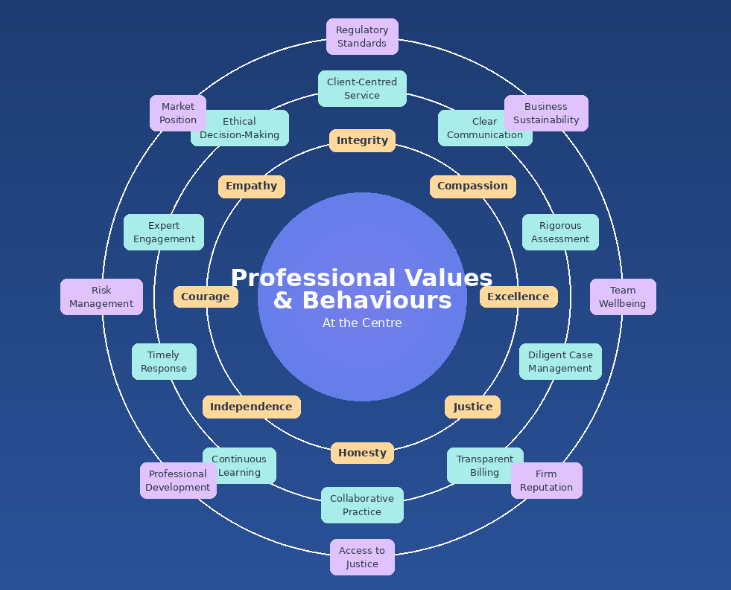 Regulatory
Standards
Client-Centred
Service
Market
Position
Business
Sustainability
Ethical
Decision-Making
Clear
Communication
Integrity
Empathy
Compassion
Expert
Engagement
Rigorous
Assessment
Professional Values
& Behaviours
At the Centre
Risk
Management
Courage
Excellence
Team
Wellbeing
Timely
Response
Diligent Case
Management
Independence
Justice
Honesty
Continuous
Learning
Transparent
Billing
Professional
Development
Firm
Reputation
Collaborative
Practice
Access to
Justice